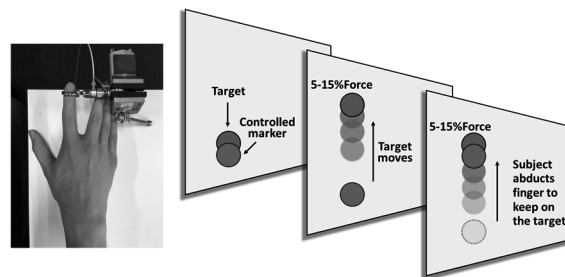 Target
Controlled
marker
5-15%Force
Target
moves
5-15%Force
Subject
abducts
finger to
keep on
the target